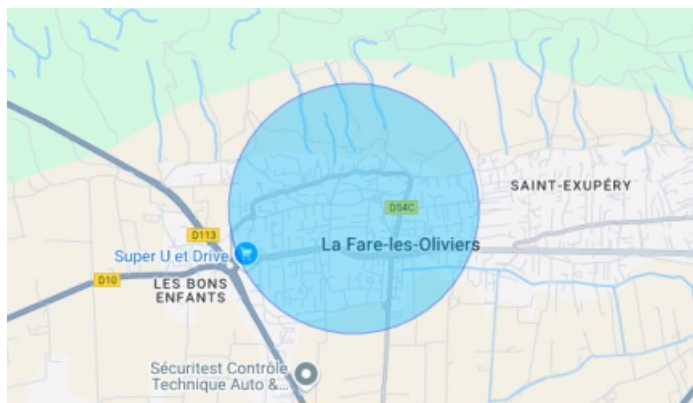 SAINT-EXUPÉRY
D54C
D113
La Fare-les-Oliviers
Super U et Drive
D10
LES BONS
ENFANTS
Sécuritest Contrôle
Technique Auto &...